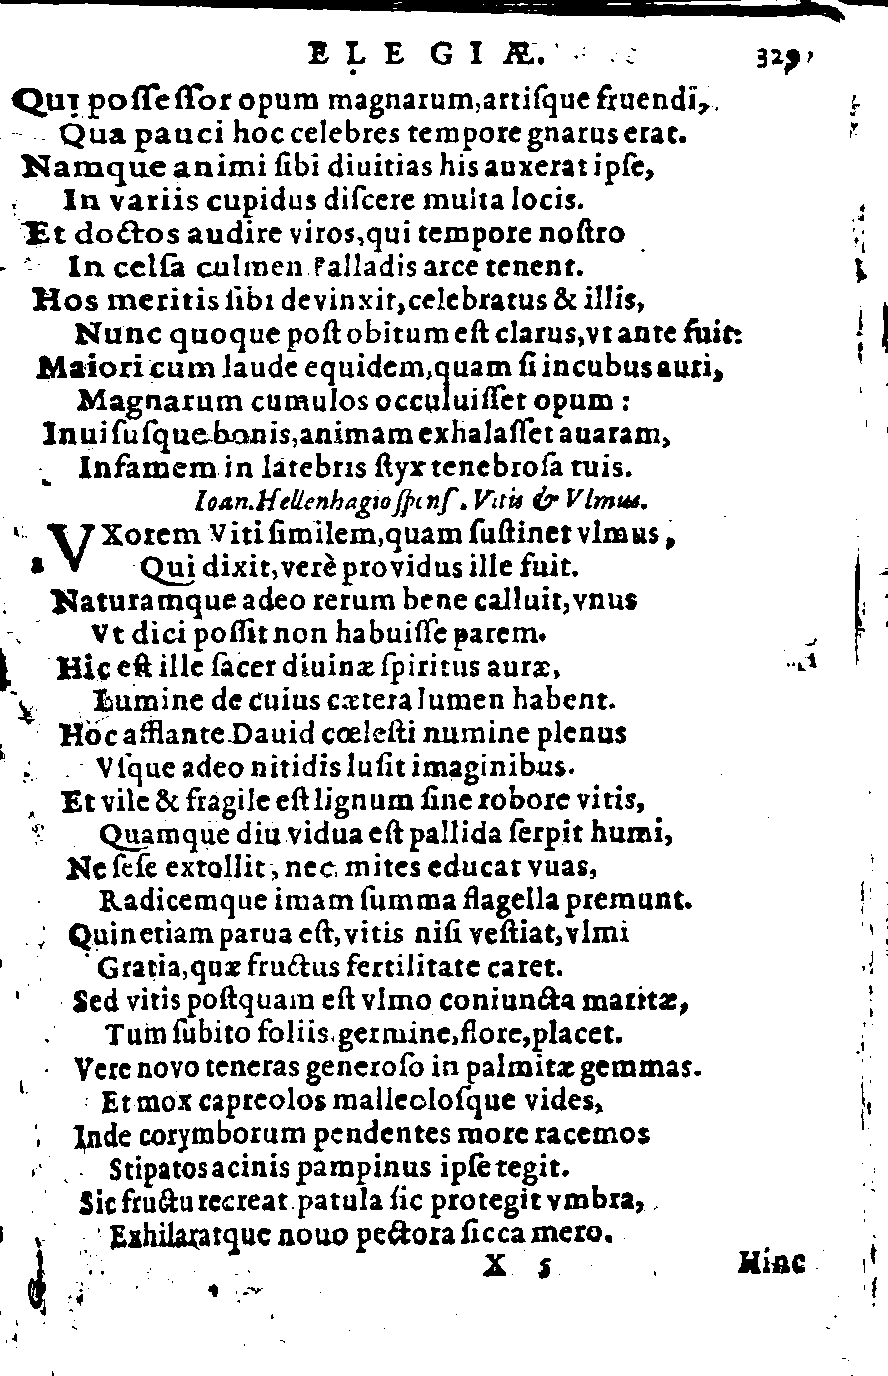 ELEGIÆ. 329
Qui poſſeſſor opum magnarum,artiſque fruendi,
Qua pauci hoc celebres tempore gnarus erat.
Namque animi ſibi diuitias his auxerat ipſe,
In variis cupidus diſcere multa locis.
Et doctos audire viros,qui tempore noſtro
In celſa culmen Palladis arce tenent.
Hos meritis ſibi devinxit,celebratus & illis,
Nunc quoque poſt obitum eſt clarus,vt ante fuit:
Maiori cum laude equidem,quam ſi incubus auri,
Magnarum cumulos occuluiſſet opum:
Inuiſuſque bonis,animam exhalaſſet auaram,
Infamem in latebris ſtyx tenebroſa tuis.
Ioan.Hellenhagioſpinſ. Vitis & Vlmus.
VXorem Viti ſimilem,quam ſuſtinet vlmus,
Qui dixit,verè providus ille fuit.
Naturamque adeo rerum bene calluit,vnus
Vt dici poſſit non habuiſſe parem.
Hic eſt ille ſacer diuinæ ſpiritus auræ,
Lumine de cuius cætera lumen habent.
Hoc afflante Dauid cœleſti numine plenus
Vſque adeo nitidis luſit imaginibus.
Et vile & fragile eſt lignum ſine robore vitis,
Quamque diu vidua eſt pallida ſerpit humi,
Ne ſeſe extollit, nec mites educat vuas,
Radicemque imam ſumma flagella premunt.
Quin etiam parua eſt,vitis niſi veſtiat,vlmi
Gratia,quæ fructus fertilitate caret.
Sed vitis poſtquam eſt vlmo coniuncta maritæ,
Tum ſubito foliis,germine,flore,placet.
Vere novo teneras generoſo in palmitæ gemmas.
Et mox capreolos malleoloſque vides,
Inde corymborum pendentes more racemos
Stipatos acinis pampinus ipſe tegit.
Sic fructu recreat patula ſic protegit vmbra,
Exhilaratque nouo pectora ſicca mero.
X 5 Hinc